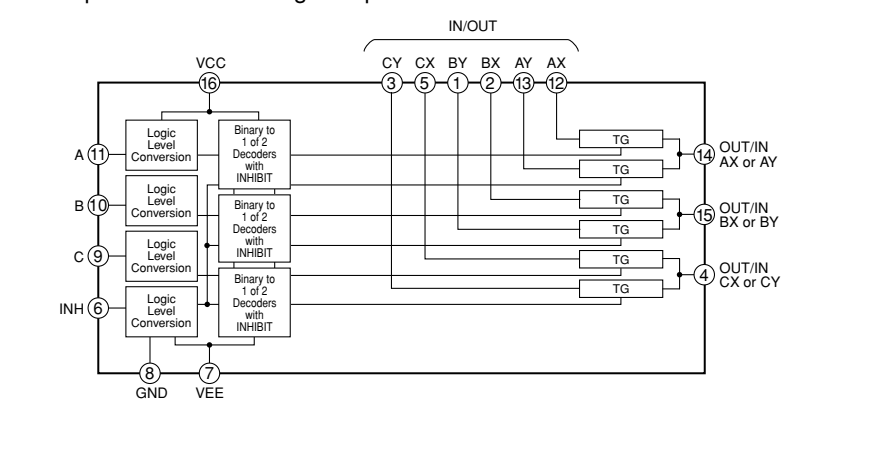 IN/OUT
VCC CY CX BY BX AY AX
16 3 5 1 2 13 12
Logic
Level
Conversion
Binary to
1 of 2
Decoders
with
INHIBIT
TG
A 11
14 OUT/IN
AX or AY
TG
Logic
Level
Conversion
B 10
Binary to
1 of 2
Decoders
with
INHIBIT
TG
15 OUT/IN
BX or BY
TG
Logic
Level
Conversion
C 9
TG
4 OUT/IN
CX or CY
Binary to
1 of 2
Decoders
with
INHIBIT
TG
Logic
Level
Conversion
INH 6
8 7
GND VEE